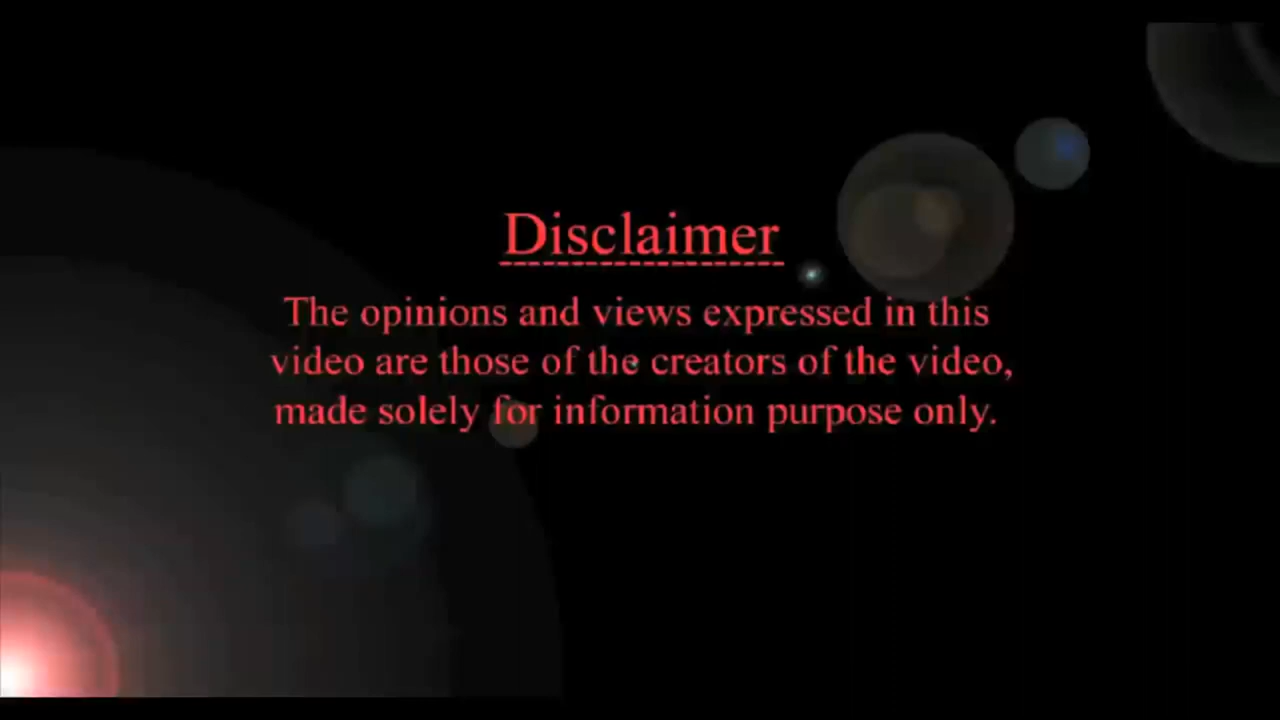 Disclaimer
The opinions and views expressed in this
video are those of the creators of the video,
made solely for information purpose only.